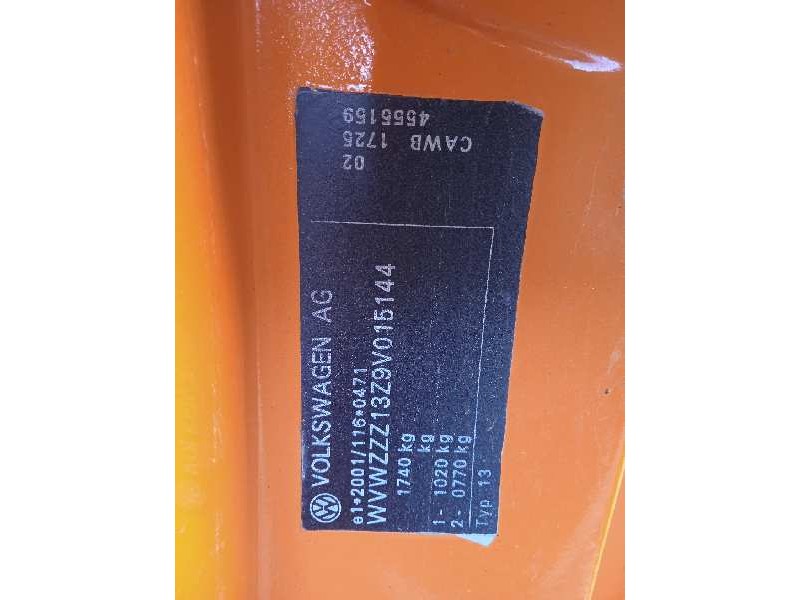 VOLKSWAGEN AG
e1*2001/116*0471
WVWZZZ13Z9V015144
1740 kg
kg
1- 1020 kg
2- 0770 kg
Typ 13
4555159
CAWB 1725
02